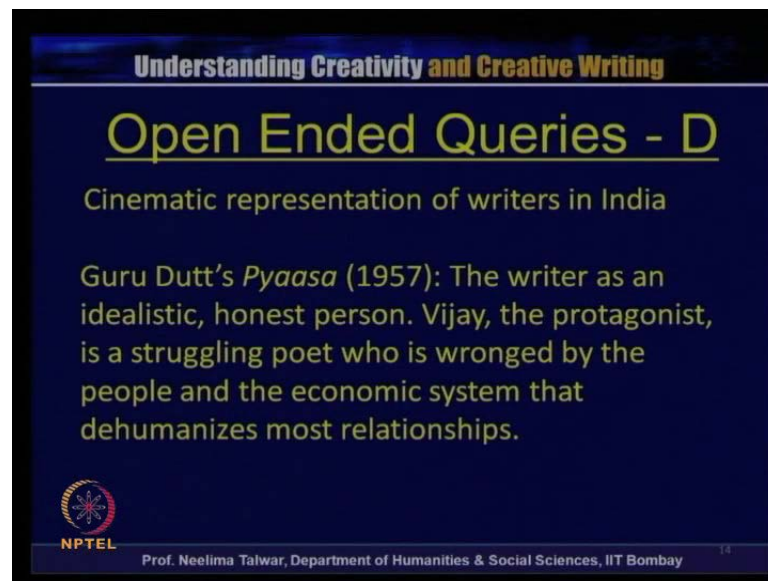 Understanding Creativity and Creative Writing
Open Ended Queries - D
Cinematic representation of writers in India
Guru Dutt's Pyaasa (1957): The writer as an
idealistic, honest person. Vijay, the protagonist,
is a struggling poet who is wronged by the
people and the economic system that
dehumanizes most relationships.
NPTEL
14
Prof. Neelima Talwar, Department of Humanities & Social Sciences, IIT Bombay